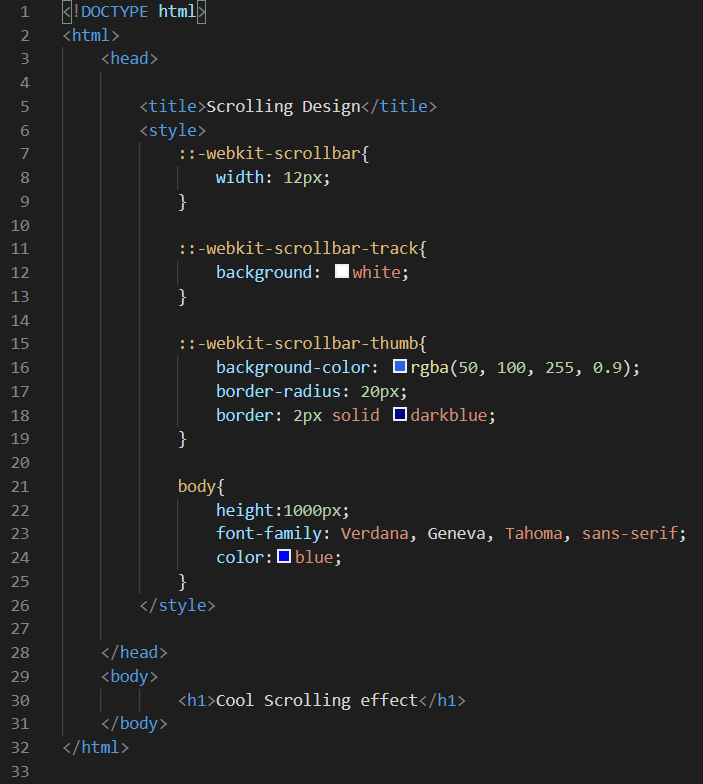 1 <!DOCTYPE html>
2 <html>
3     <head>
4
5         <title>Scrolling Design</title>
6         <style>
7             ::-webkit-scrollbar{
8                 width: 12px;
9             }
10
11             ::-webkit-scrollbar-track{
12                 background: white;
13             }
14
15             ::-webkit-scrollbar-thumb{
16                 background-color: rgba(50, 100, 255, 0.9);
17                 border-radius: 20px;
18                 border: 2px solid darkblue;
19             }
20
21             body{
22                 height:1000px;
23                 font-family: Verdana, Geneva, Tahoma, sans-serif;
24                 color:blue;
25             }
26         </style>
27
28     </head>
29     <body>
30             <h1>Cool Scrolling effect</h1>
31     </body>
32 </html>
33